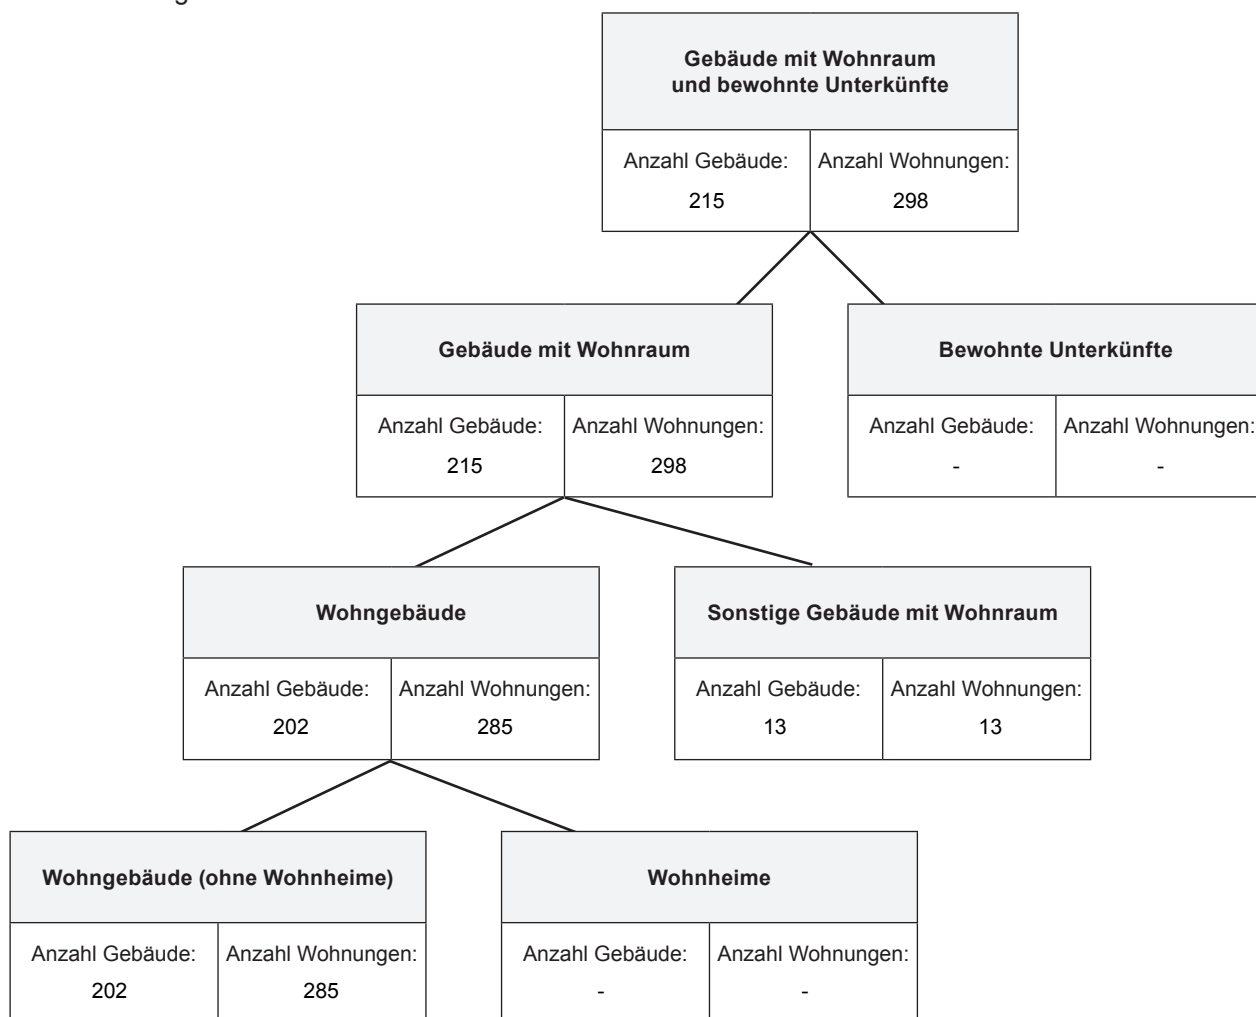 Gebäude mit Wohnraum
und bewohnte Unterkünfte
Anzahl Gebäude: Anzahl Wohnungen:
215 298
Gebäude mit Wohnraum
Anzahl Gebäude: Anzahl Wohnungen:
215 298
Bewohnte Unterkünfte
Anzahl Gebäude: Anzahl Wohnungen:
- -
Wohngebäude
Anzahl Gebäude: Anzahl Wohnungen:
202 285
Sonstige Gebäude mit Wohnraum
Anzahl Gebäude: Anzahl Wohnungen:
13 13
Wohngebäude (ohne Wohnheime)
Anzahl Gebäude: Anzahl Wohnungen:
202 285
Wohnheime
Anzahl Gebäude: Anzahl Wohnungen:
- -